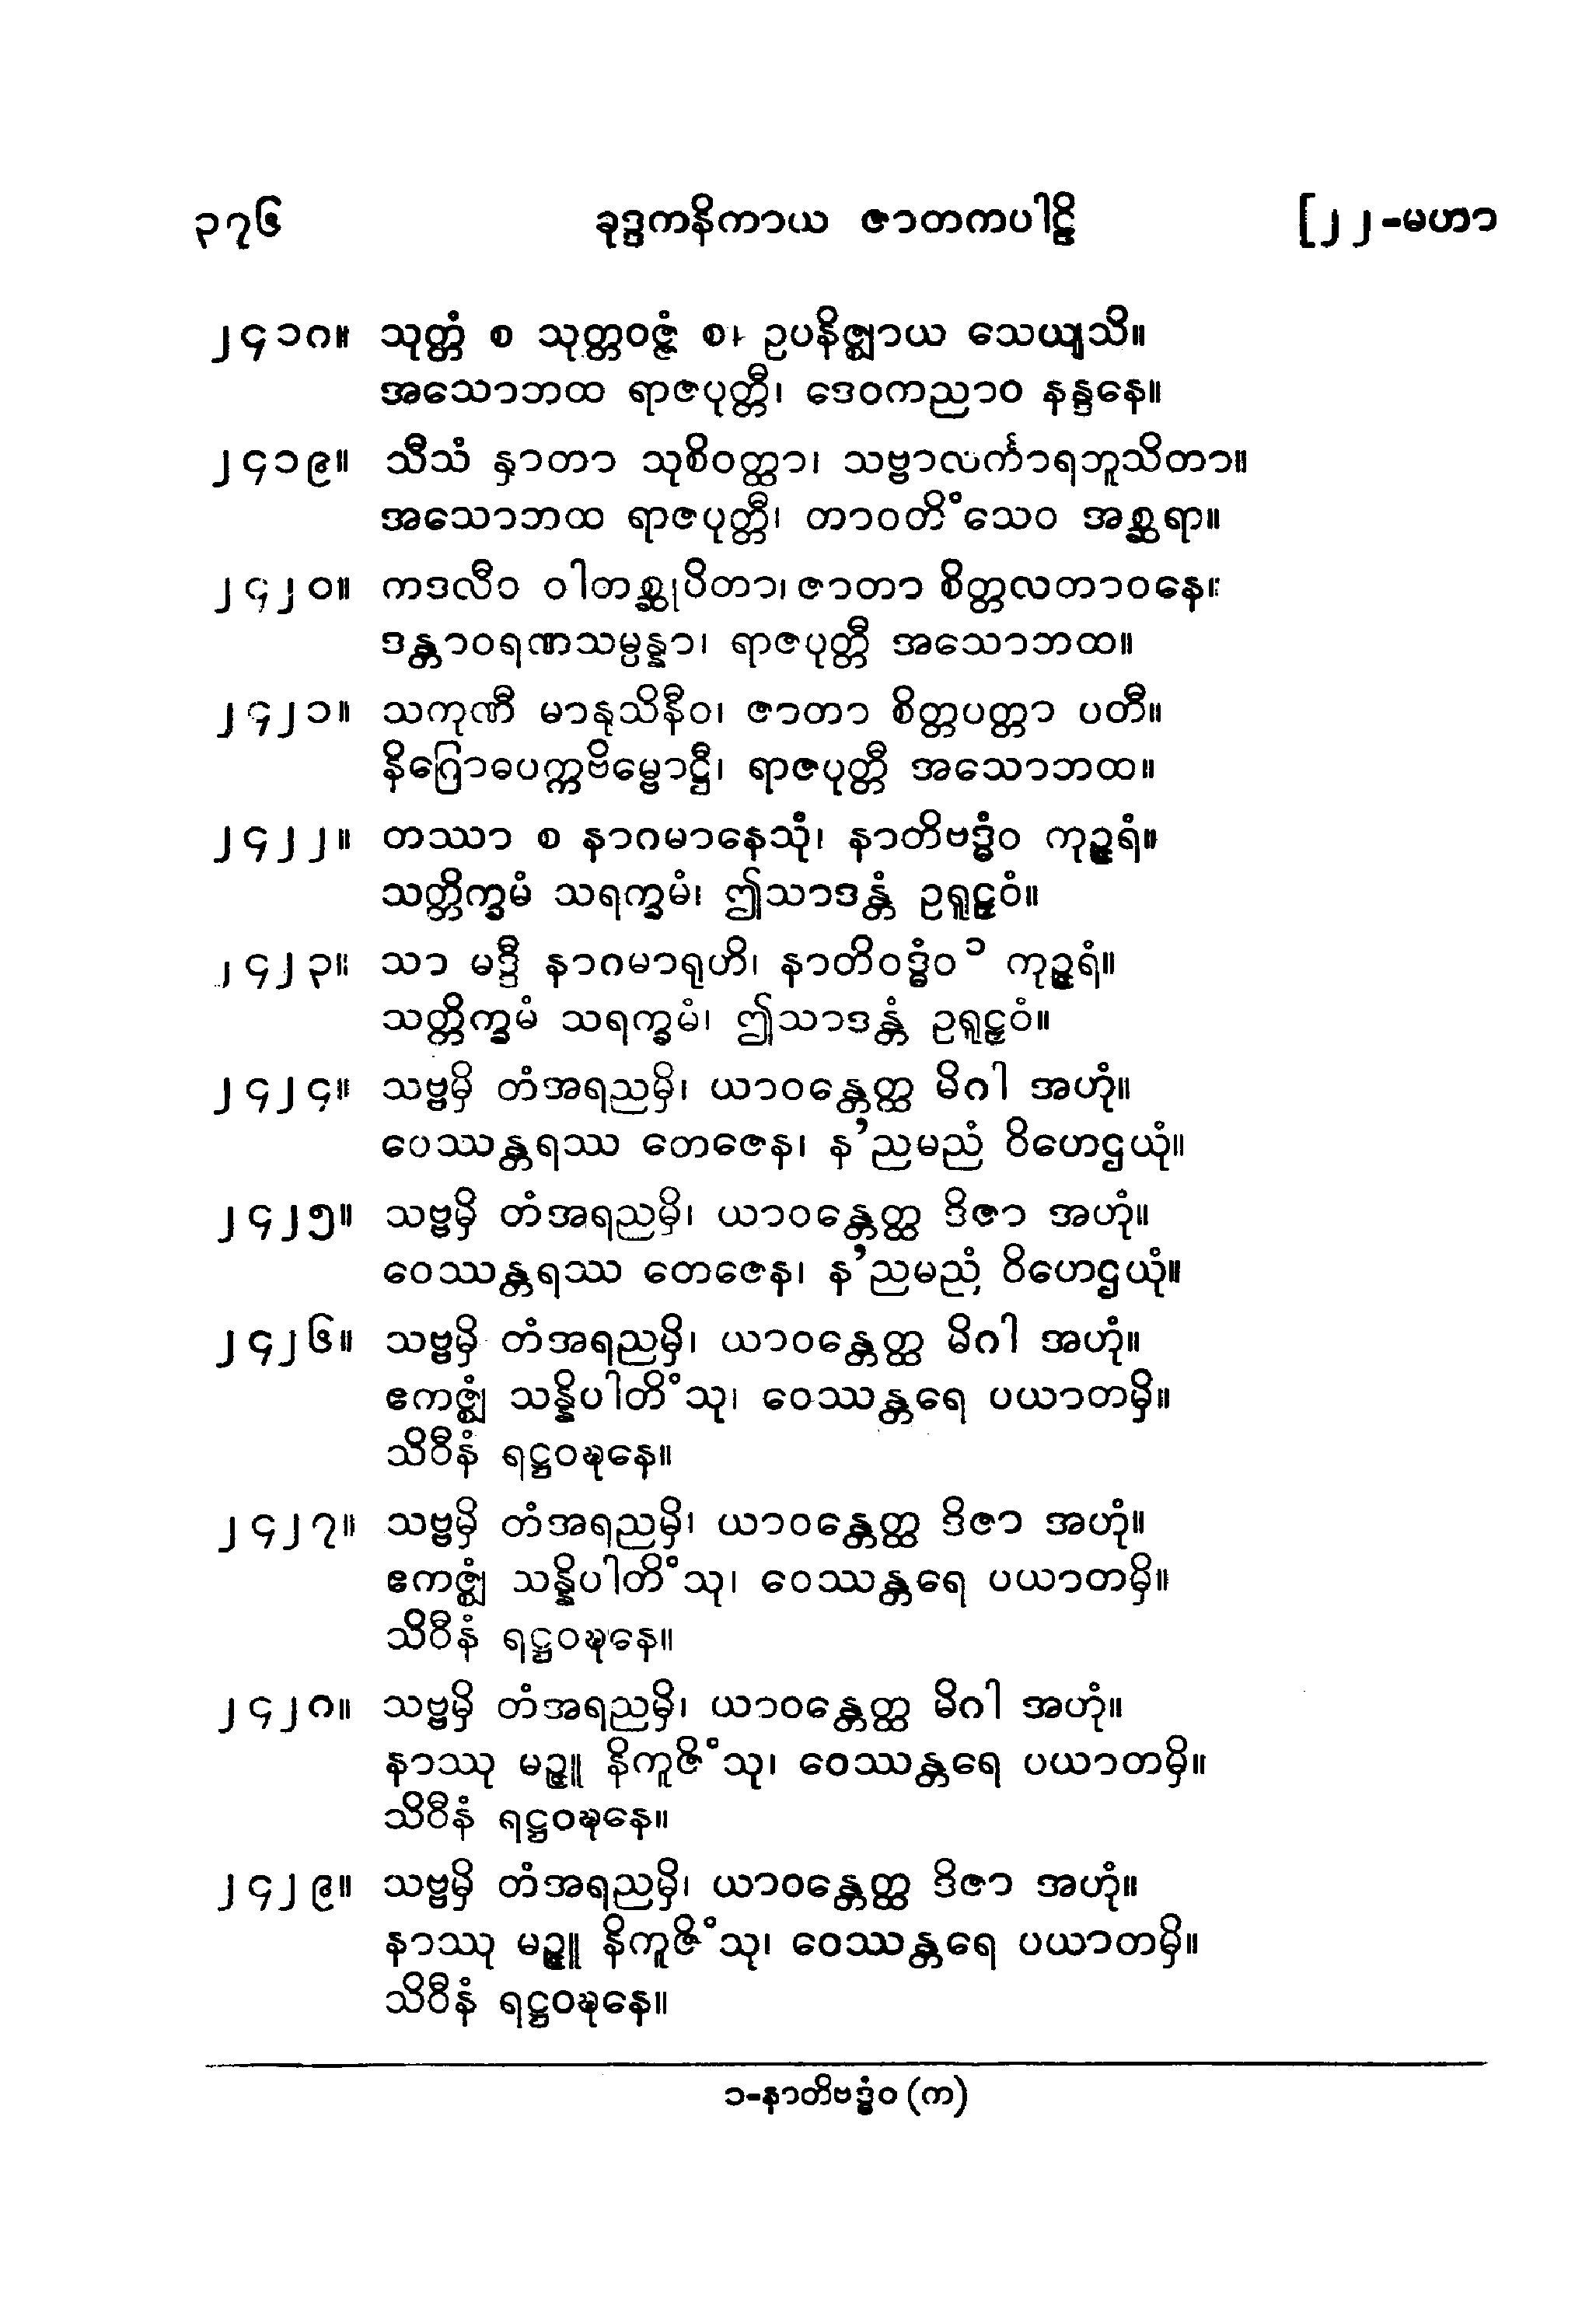 ၃၇၆ ခုဒ္ဒကနိကာယ ဇာတကပါဠိ [၂၂-မဟာ
၂၄၁၈။ သုတ္တံ စ သုတ္တဝဇ္ဇံ စ၊ ဥပနိဇ္ဈာယ သေယျသိ။
အသောဘထ ရာဇပုတ္တီ၊ ဒေဝကညာဝ နန္ဒနေ။
၂၄၁၉။ သီသံ နှာတာ သုစိဝတ္ထာ၊ သဗ္ဗာလင်္ကာရဘူသိတာ။
အသောဘထ ရာဇပုတ္တီ၊ တာဝတိံသေဝ အစ္ဆရာ။
၂၄၂၀။ ကဒလီဝ ဝါတစ္ဆုပိတာ၊ ဇာတာ စိတ္တလတာဝနေ။
ဒန္တာဝရဏသမ္ပန္နာ၊ ရာဇပုတ္တီ အသောဘထ။
၂၄၂၁။ သကုဏီ မာနုသိနီဝ၊ ဇာတာ စိတ္တပတ္တာ ပတီ။
နိဂြောဓပက္ကဗိမ္ဗောဋ္ဌီ၊ ရာဇပုတ္တီ အသောဘထ။
၂၄၂၂။ တဿာ စ နာဂမာနေသုံ၊ နာတိဗဒ္ဓံဝ ကုဉ္ဇရံ။
သတ္တိက္ခမံ သရက္ခမံ၊ ဤသာဒန္တံ ဥရူဠှဝံ။
၂၄၂၃။ သာ မဒ္ဒီ နာဂမာရုဟိ၊ နာတိဝဒ္ဓံဝ ၁ ကုဉ္ဇရံ။
သတ္တိက္ခမံ သရက္ခမံ၊ ဤသာဒန္တံ ဥရူဠှဝံ။
၂၄၂၄။ သဗ္ဗမှိ တံအရညမှိ၊ ယာဝန္တေတ္ထ မိဂါ အဟုံ။
ဝေဿန္တရဿ တေဇေန၊ န’ညမညံ ဝိဟေဌယုံ။
၂၄၂၅။ သဗ္ဗမှိ တံအရညမှိ၊ ယာဝန္တေတ္ထ ဒိဇာ အဟုံ။
ဝေဿန္တရဿ တေဇေန၊ န’ညမညံ ဝိဟေဌယုံ။
၂၄၂၆။ သဗ္ဗမှိ တံအရညမှိ၊ ယာဝန္တေတ္ထ မိဂါ အဟုံ။
ဧကဇ္ဈံ သန္နိပါတိံသု၊ ဝေဿန္တရေ ပယာတမှိ။
သိဝီနံ ရဋ္ဌဝဍ္ဎနေ။
၂၄၂၇။ သဗ္ဗမှိ တံအရညမှိ၊ ယာဝန္တေတ္ထ ဒိဇာ အဟုံ။
ဧကဇ္ဈံ သန္နိပါတိံသု၊ ဝေဿန္တရေ ပယာတမှိ။
သိဝီနံ ရဋ္ဌဝဍ္ဎနေ။
၂၄၂၈။ သဗ္ဗမှိ တံအရညမှိ၊ ယာဝန္တေတ္ထ မိဂါ အဟုံ။
နာဿု မဉ္ဇူ နိကူဇိံသု၊ ဝေဿန္တရေ ပယာတမှိ။
သိဝီနံ ရဋ္ဌဝဍ္ဎနေ။
၂၄၂၉။ သဗ္ဗမှိ တံအရညမှိ၊ ယာဝန္တေတ္ထ ဒိဇာ အဟုံ။
နာဿု မဉ္ဇူ နိကူဇိံသု၊ ဝေဿန္တရေ ပယာတမှိ။
သိဝီနံ ရဋ္ဌဝဍ္ဎနေ။
၁-နာတိဗဒ္ဓံဝ (က)